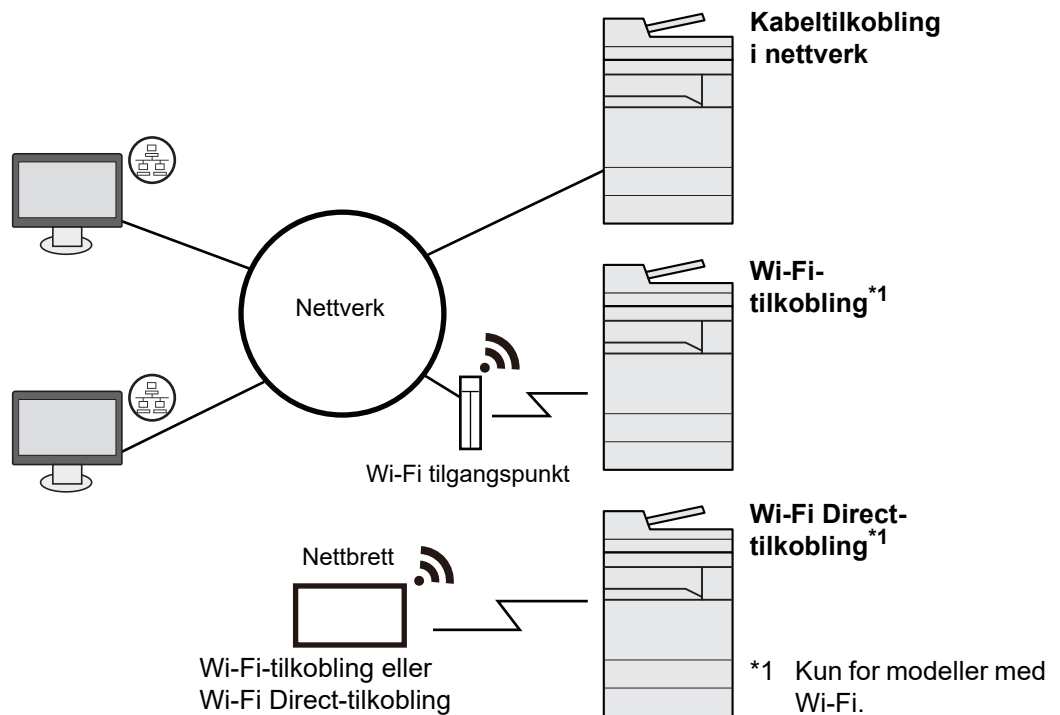 Kabeltilkobling
i nettverk
Nettverk
Wi-Fi-
tilkobling*1
Wi-Fi tilgangspunkt
Wi-Fi Direct-
tilkobling*1
Nettbrett
Wi-Fi-tilkobling eller
Wi-Fi Direct-tilkobling
*1 Kun for modeller med
Wi-Fi.